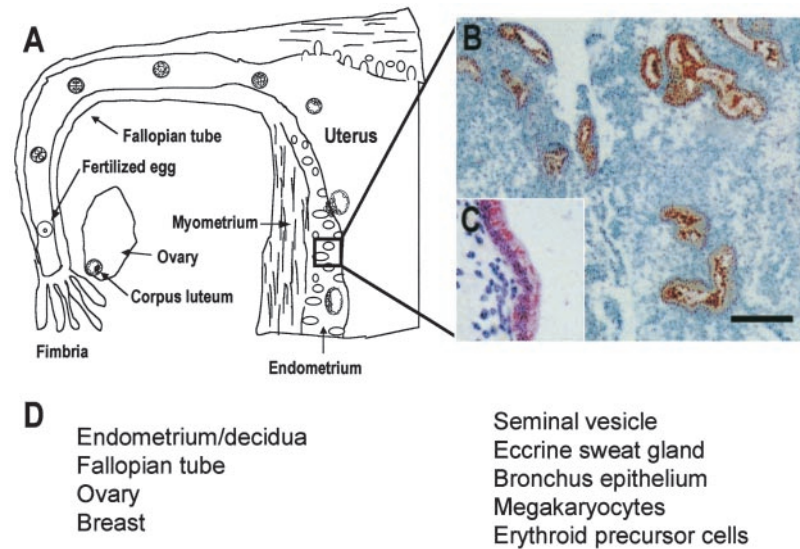 A
Fallopian tube
Fertilized egg
Uterus
Myometrium
Ovary
Corpus luteum
Fimbria
Endometrium
B
C
D
Endometrium/decidua
Fallopian tube
Ovary
Breast
Seminal vesicle
Eccrine sweat gland
Bronchus epithelium
Megakaryocytes
Erythroid precursor cells